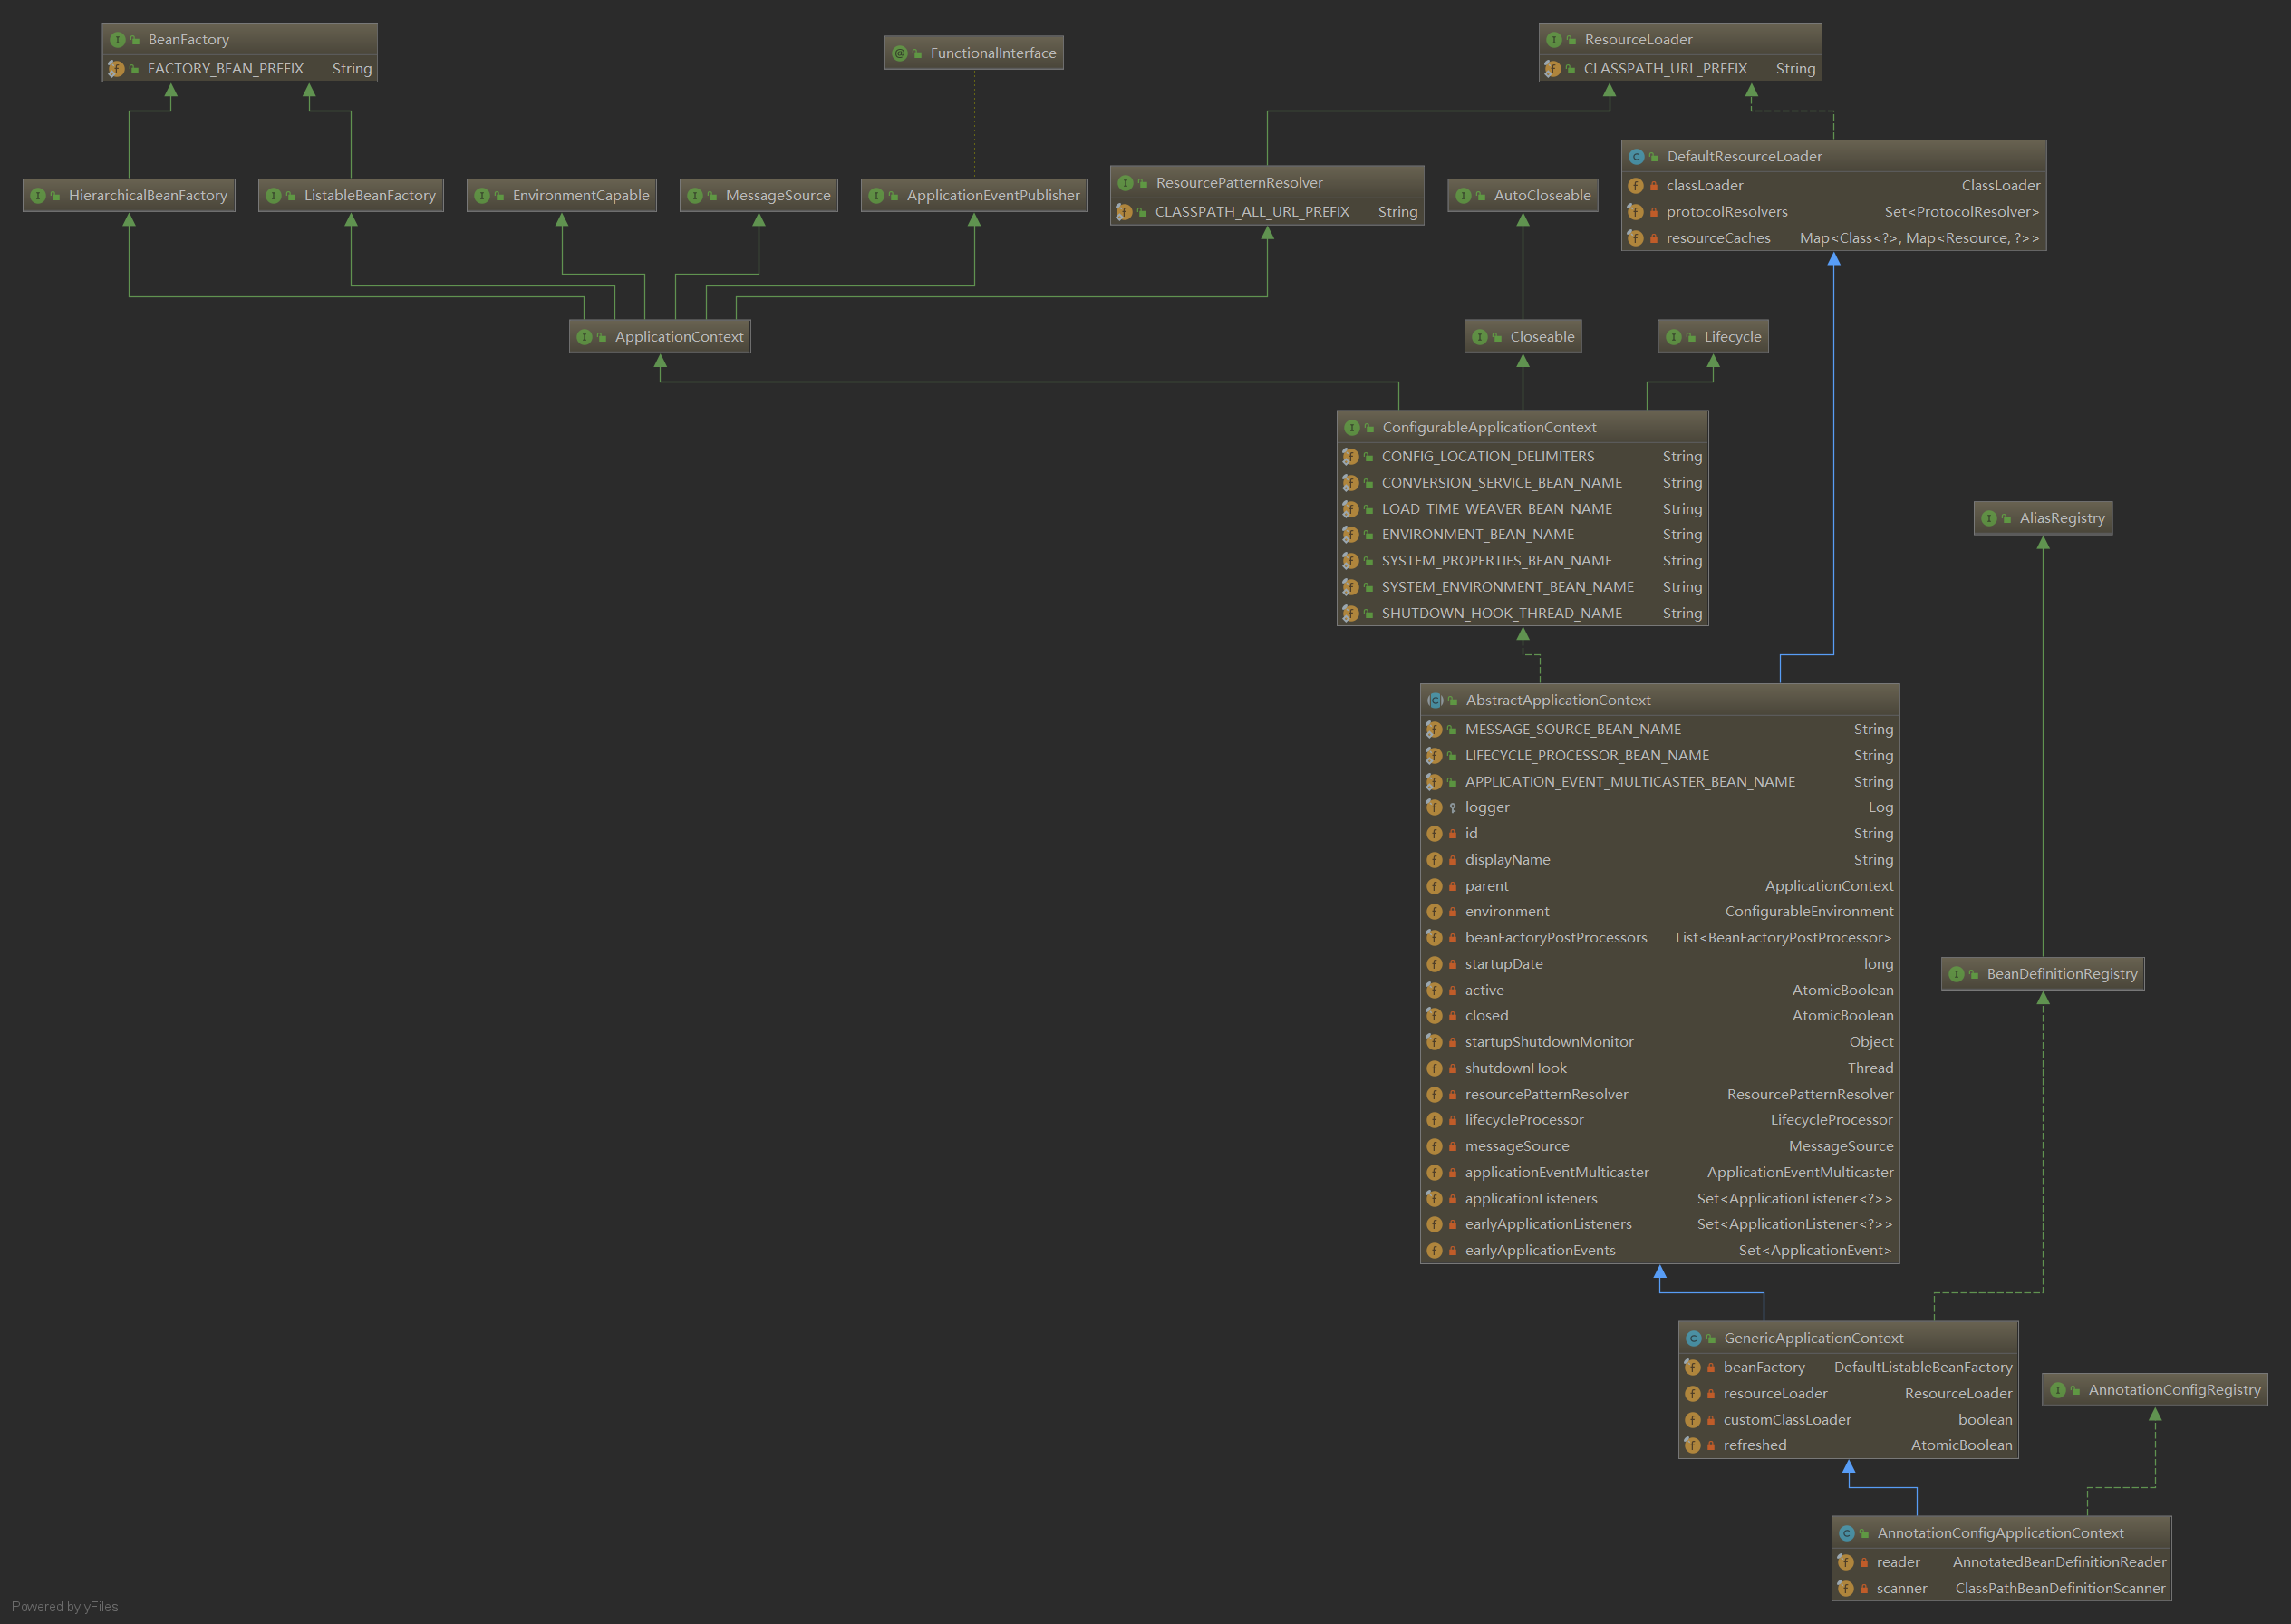 BeanFactory
FACTORY_BEAN_PREFIX String
FunctionalInterface
ResourceLoader
CLASSPATH_URL_PREFIX String
HierarchicalBeanFactory
ListableBeanFactory
EnvironmentCapable
MessageSource
ApplicationEventPublisher
ResourcePatternResolver
CLASSPATH_ALL_URL_PREFIX String
AutoCloseable
DefaultResourceLoader
classLoader ClassLoader
protocolResolvers Set<ProtocolResolver>
resourceCaches Map<Class<?>, Map<Resource, ?>>
ApplicationContext
Closeable
Lifecycle
ConfigurableApplicationContext
CONFIG_LOCATION_DELIMITERS String
CONVERSION_SERVICE_BEAN_NAME String
LOAD_TIME_WEAVER_BEAN_NAME String
ENVIRONMENT_BEAN_NAME String
SYSTEM_PROPERTIES_BEAN_NAME String
SYSTEM_ENVIRONMENT_BEAN_NAME String
SHUTDOWN_HOOK_THREAD_NAME String
AliasRegistry
AbstractApplicationContext
MESSAGE_SOURCE_BEAN_NAME String
LIFECYCLE_PROCESSOR_BEAN_NAME String
APPLICATION_EVENT_MULTICASTER_BEAN_NAME String
logger Log
id String
displayName String
parent ApplicationContext
environment ConfigurableEnvironment
beanFactoryPostProcessors List<BeanFactoryPostProcessor>
startupDate long
active AtomicBoolean
closed AtomicBoolean
startupShutdownMonitor Object
shutdownHook Thread
resourcePatternResolver ResourcePatternResolver
lifecycleProcessor LifecycleProcessor
messageSource MessageSource
applicationEventMulticaster ApplicationEventMulticaster
applicationListeners Set<ApplicationListener<?>>
earlyApplicationListeners Set<ApplicationListener<?>>
earlyApplicationEvents Set<ApplicationEvent>
BeanDefinitionRegistry
GenericApplicationContext
beanFactory DefaultListableBeanFactory
resourceLoader ResourceLoader
customClassLoader boolean
refreshed AtomicBoolean
AnnotationConfigRegistry
AnnotationConfigApplicationContext
reader AnnotatedBeanDefinitionReader
scanner ClassPathBeanDefinitionScanner
Powered by yFiles